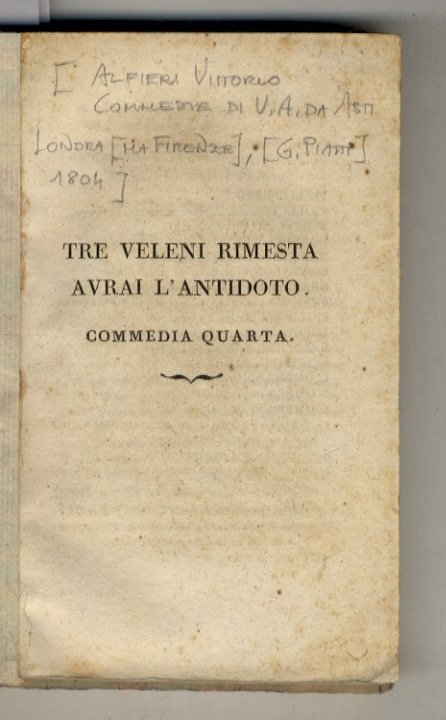 [ ALFIERI VITTORIO
COMMEDIE DI V. A. DA ASTI
LONDRA [MA FIRENZE], [G. PIATTI]
1804 ]
TRE VELENI RIMESTA
AVRAI L'ANTIDOTO.
COMMEDIA QUARTA.